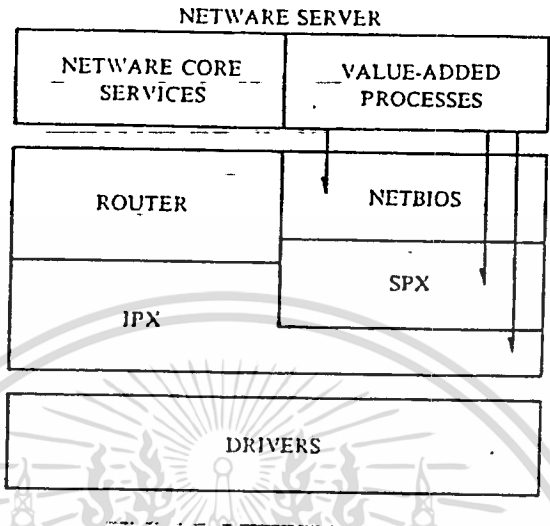 NETWARE SERVER
NETWARE CORE
SERVICES
VALUE-ADDED
PROCESSES
ROUTER
NETBIOS
SPX
IPX
DRIVERS